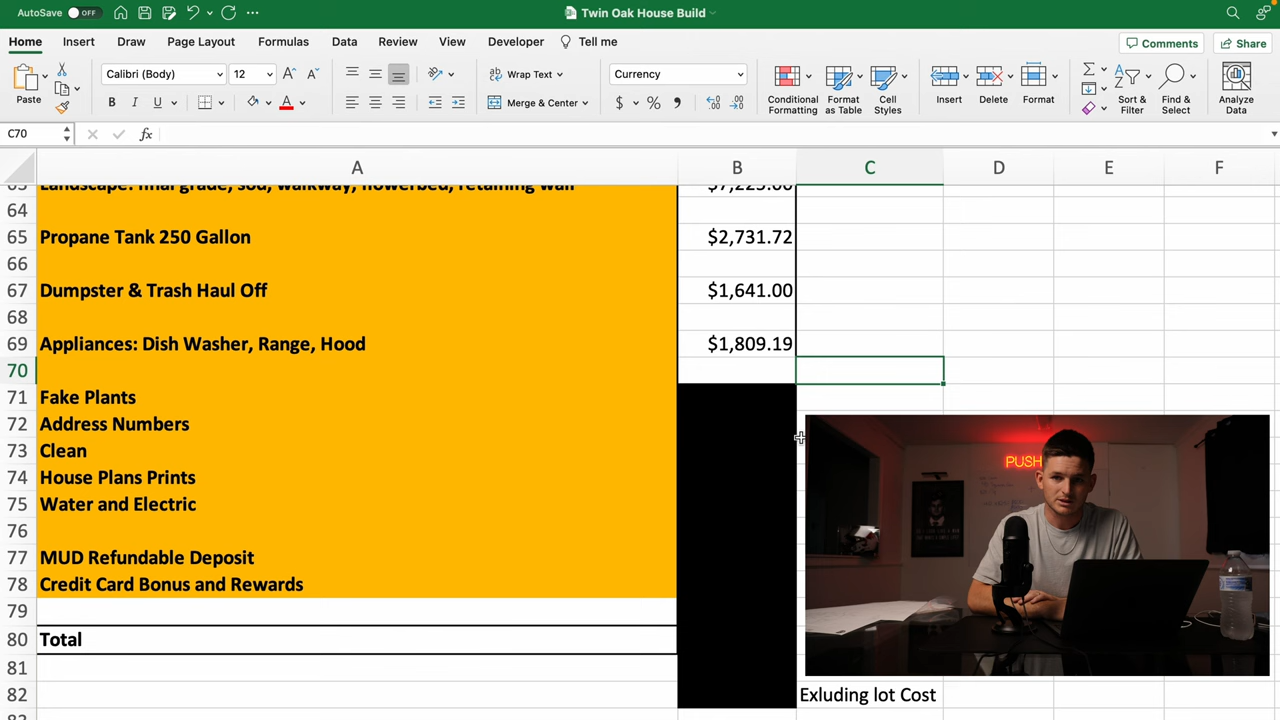 AutoSave OFF
Twin Oak House Build
Home Insert Draw Page Layout Formulas Data Review View Developer Tell me Comments Share
Paste
Calibri (Body) 12
Wrap Text
Merge & Center
Currency
Conditional Formatting
Format as Table
Cell Styles
Insert Delete Format
Sort & Filter
Find & Select
Analyze Data
C70 fx
A B C D E F
63 Landscape: final grade, sod, walkway, flowerbed, retaining wall $7,225.00
64
65 Propane Tank 250 Gallon $2,731.72
66
67 Dumpster & Trash Haul Off $1,641.00
68
69 Appliances: Dish Washer, Range, Hood $1,809.19
70
71 Fake Plants
72 Address Numbers
73 Clean
74 House Plans Prints
75 Water and Electric
76
77 MUD Refundable Deposit
78 Credit Card Bonus and Rewards
79
80 Total
81
82 Exluding lot Cost
PUSH